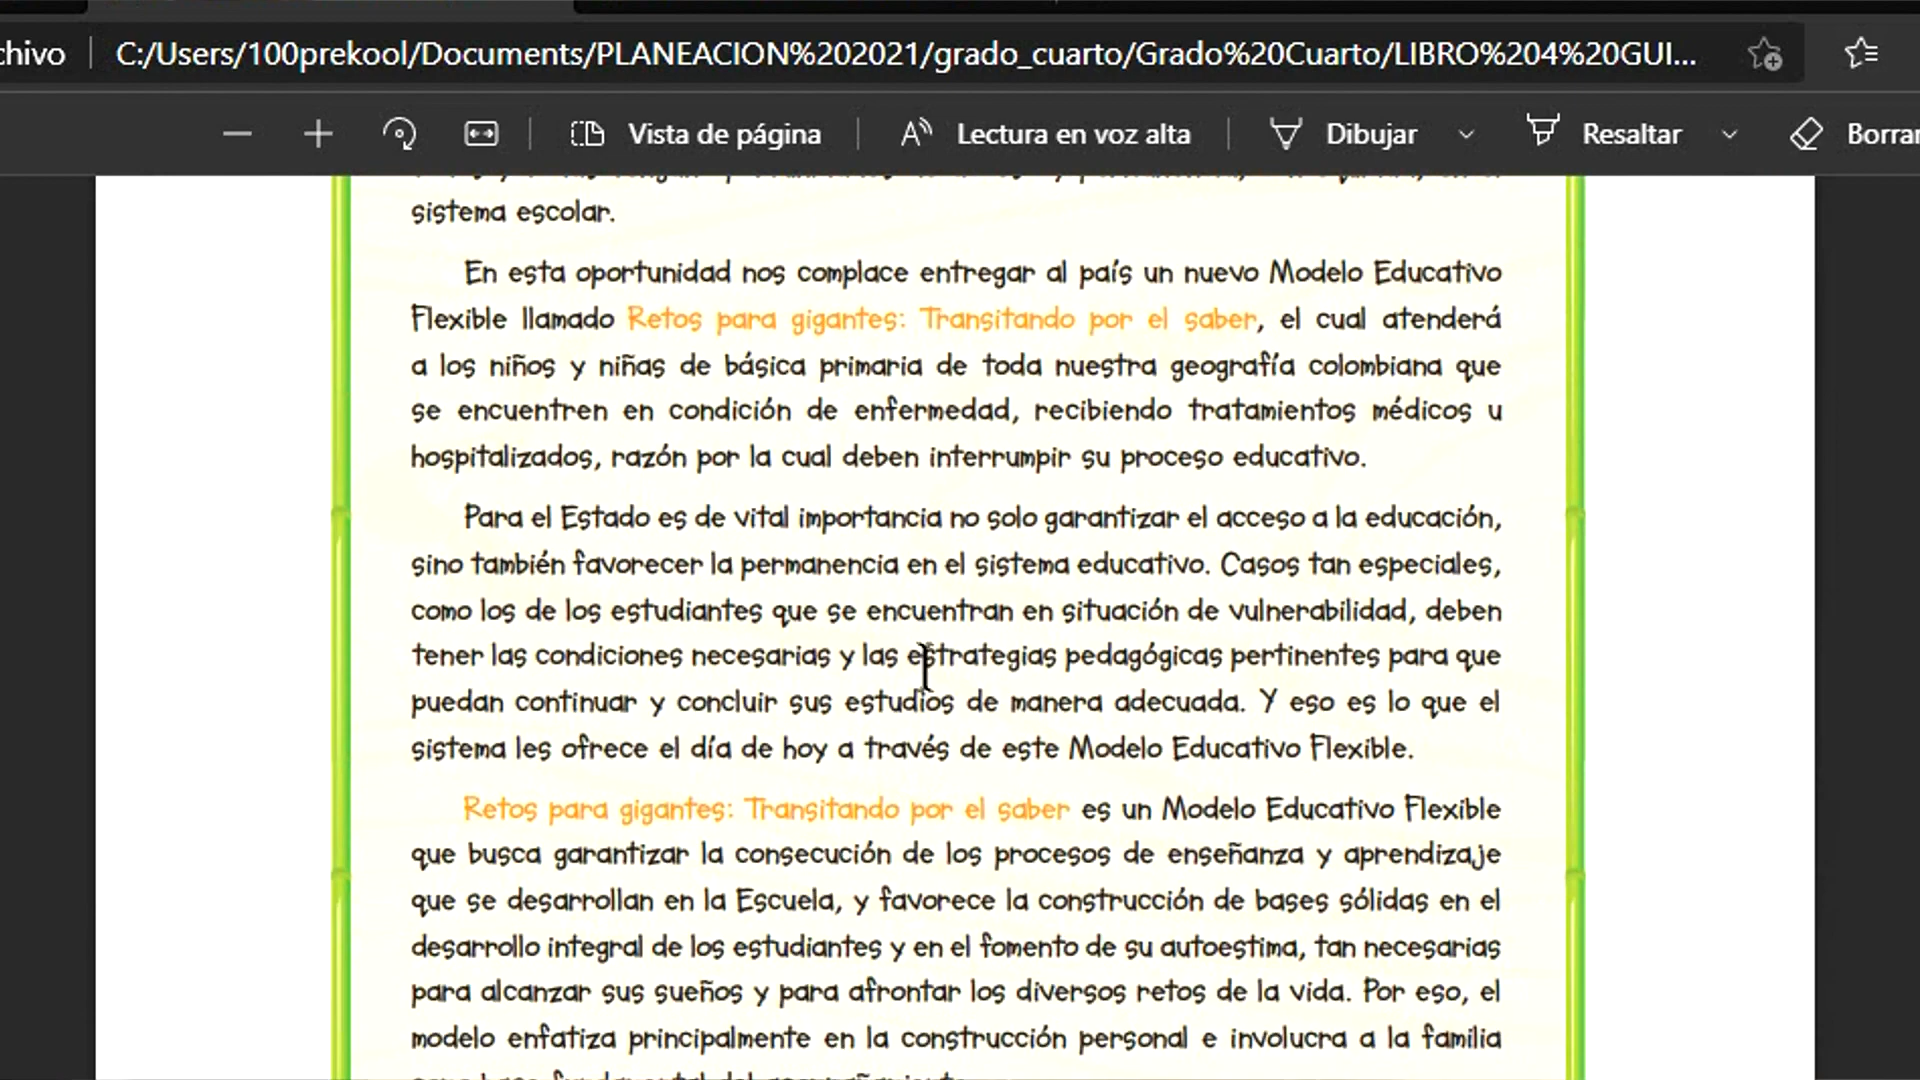 chivo C:/Users/100prekool/Documents/PLANEACION%202021/grado_cuarto/Grado%20Cuarto/LIBRO%204%20GUI...
Vista de página Lectura en voz alta Dibujar Resaltar Borrar
sistema escolar.
En esta oportunidad nos complace entregar al país un nuevo Modelo Educativo
Flexible llamado Retos para gigantes: Transitando por el saber, el cual atenderá
a los niños y niñas de básica primaria de toda nuestra geografía colombiana que
se encuentren en condición de enfermedad, recibiendo tratamientos médicos u
hospitalizados, razón por la cual deben interrumpir su proceso educativo.
Para el Estado es de vital importancia no solo garantizar el acceso a la educación,
sino también favorecer la permanencia en el sistema educativo. Casos tan especiales,
como los de los estudiantes que se encuentran en situación de vulnerabilidad, deben
tener las condiciones necesarias y las estrategias pedagógicas pertinentes para que
puedan continuar y concluir sus estudios de manera adecuada. Y eso es lo que el
sistema les ofrece el día de hoy a través de este Modelo Educativo Flexible.
Retos para gigantes: Transitando por el saber es un Modelo Educativo Flexible
que busca garantizar la consecución de los procesos de enseñanza y aprendizaje
que se desarrollan en la Escuela, y favorece la construcción de bases sólidas en el
desarrollo integral de los estudiantes y en el fomento de su autoestima, tan necesarias
para alcanzar sus sueños y para afrontar los diversos retos de la vida. Por eso, el
modelo enfatiza principalmente en la construcción personal e involucra a la familia